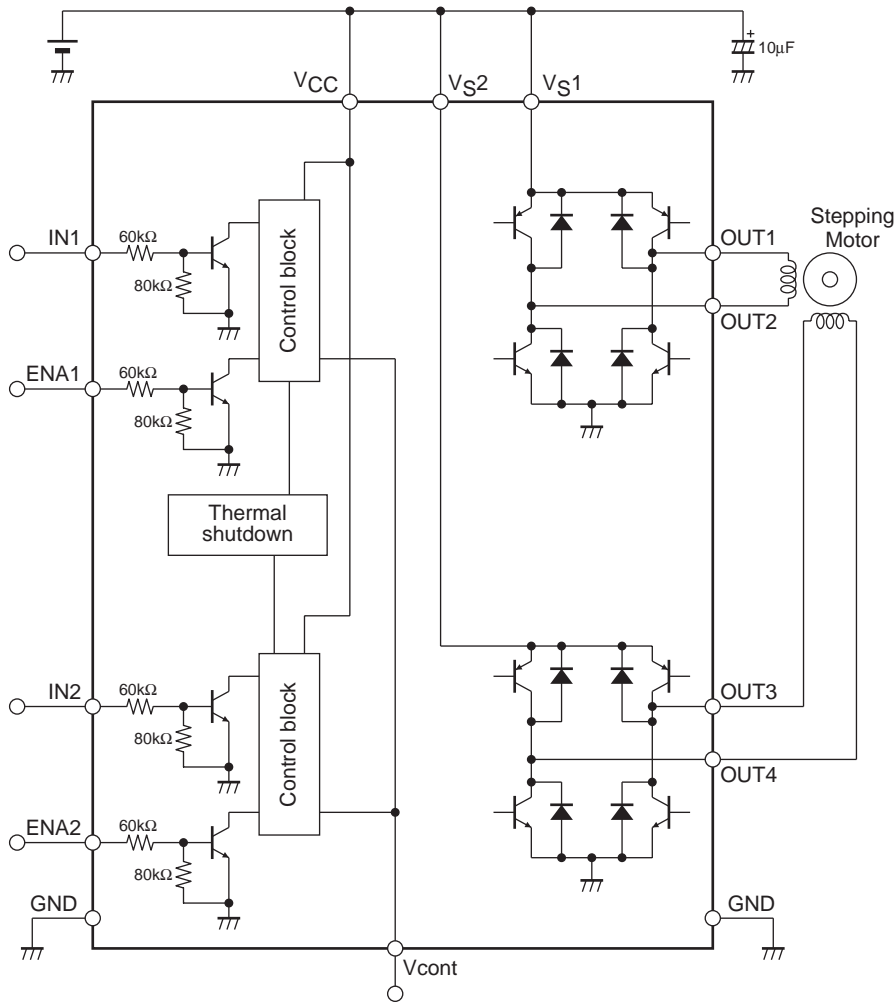 10μF
VCC
VS2
VS1
IN1
60kΩ
80kΩ
Control block
OUT1
Stepping
Motor
OUT2
ENA1
60kΩ
80kΩ
Thermal
shutdown
IN2
60kΩ
80kΩ
Control block
OUT3
OUT4
ENA2
60kΩ
80kΩ
GND
GND
Vcont